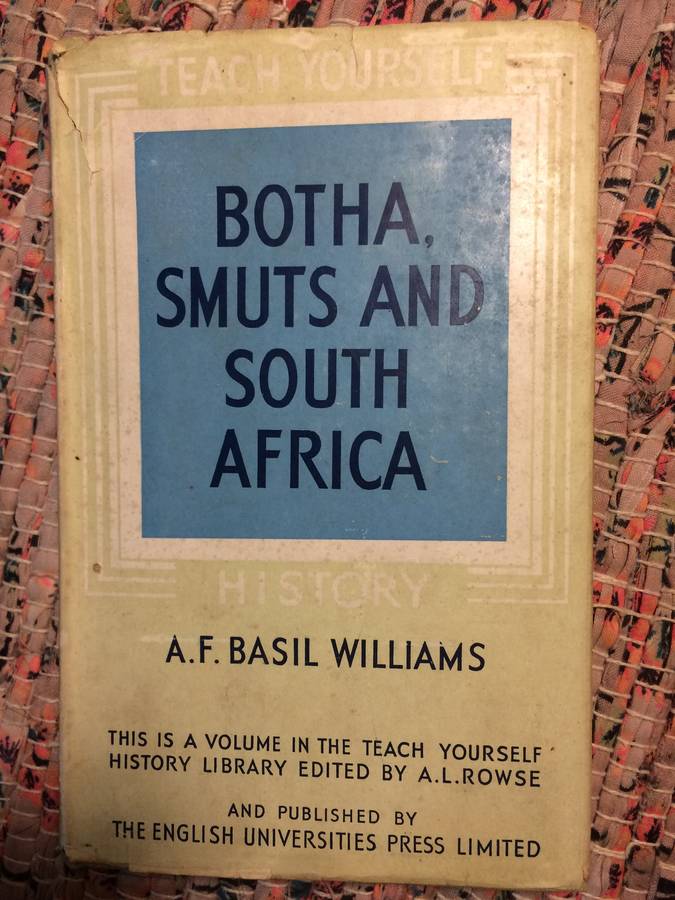 TEACH YOURSELF
BOTHA,
SMUTS AND
SOUTH
AFRICA
HISTORY
A.F. BASIL WILLIAMS
THIS IS A VOLUME IN THE TEACH YOURSELF
HISTORY LIBRARY EDITED BY A.L.ROWSE
AND PUBLISHED BY
THE ENGLISH UNIVERSITIES PRESS LIMITED